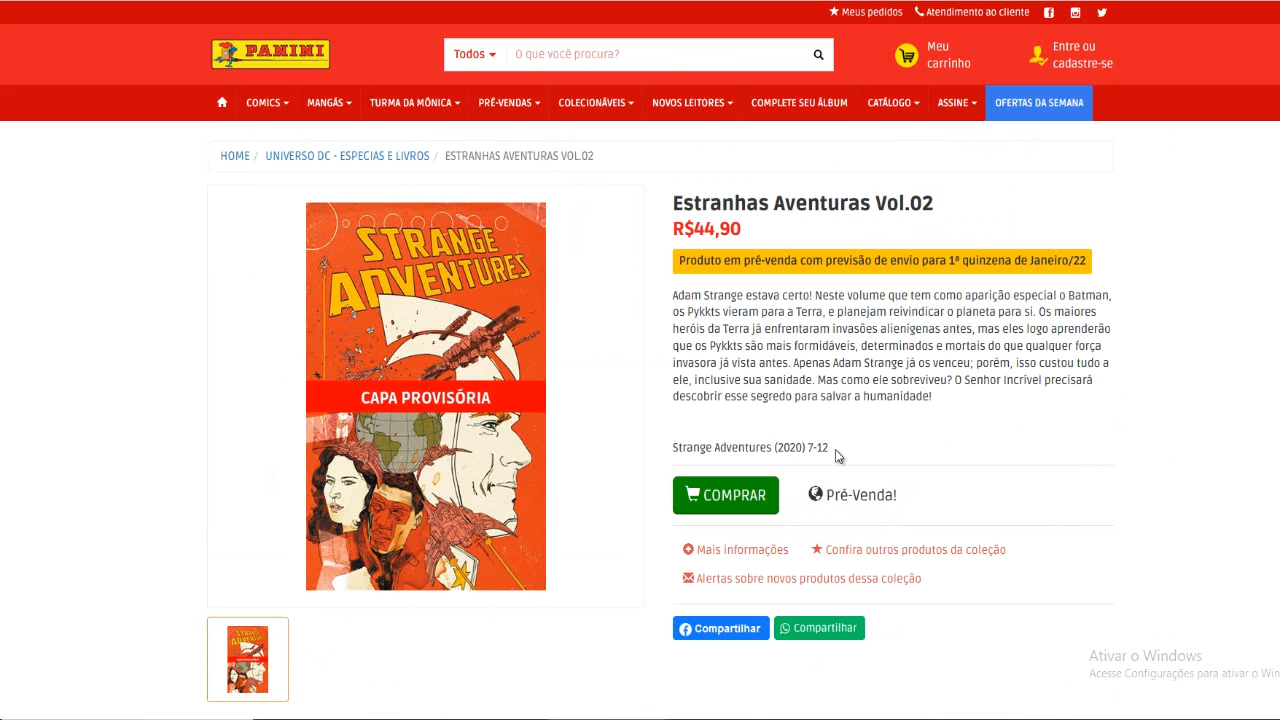 Meus pedidos Atendimento ao cliente
PANINI
Todos O que você procura?
Meu carrinho
Entre ou cadastre-se
COMICS MANGÁS TURMA DA MÔNICA PRÉ-VENDAS COLECIONÁVEIS NOVOS LEITORES COMPLETE SEU ÁLBUM CATÁLOGO ASSINE OFERTAS DA SEMANA
HOME / UNIVERSO DC - ESPECIAS E LIVROS / ESTRANHAS AVENTURAS VOL.02
STRANGE
ADVENTURES
CAPA PROVISÓRIA
Estranhas Aventuras Vol.02
R$44,90
Produto em pré-venda com previsão de envio para 1ª quinzena de Janeiro/22
Adam Strange estava certo! Neste volume que tem como aparição especial o Batman,
os Pykkts vieram para a Terra, e planejam reivindicar o planeta para si. Os maiores
heróis da Terra já enfrentaram invasões alienígenas antes, mas eles logo aprenderão
que os Pykkts são mais formidáveis, determinados e mortais do que qualquer força
invasora já vista antes. Apenas Adam Strange já os venceu; porém, isso custou tudo a
ele, inclusive sua sanidade. Mas como ele sobreviveu? O Senhor Incrível precisará
descobrir esse segredo para salvar a humanidade!
Strange Adventures (2020) 7-12
COMPRAR Pré-Venda!
Mais informações Confira outros produtos da coleção
Alertas sobre novos produtos dessa coleção
Compartilhar Compartilhar
Ativar o Windows
Acesse Configurações para ativar o Win